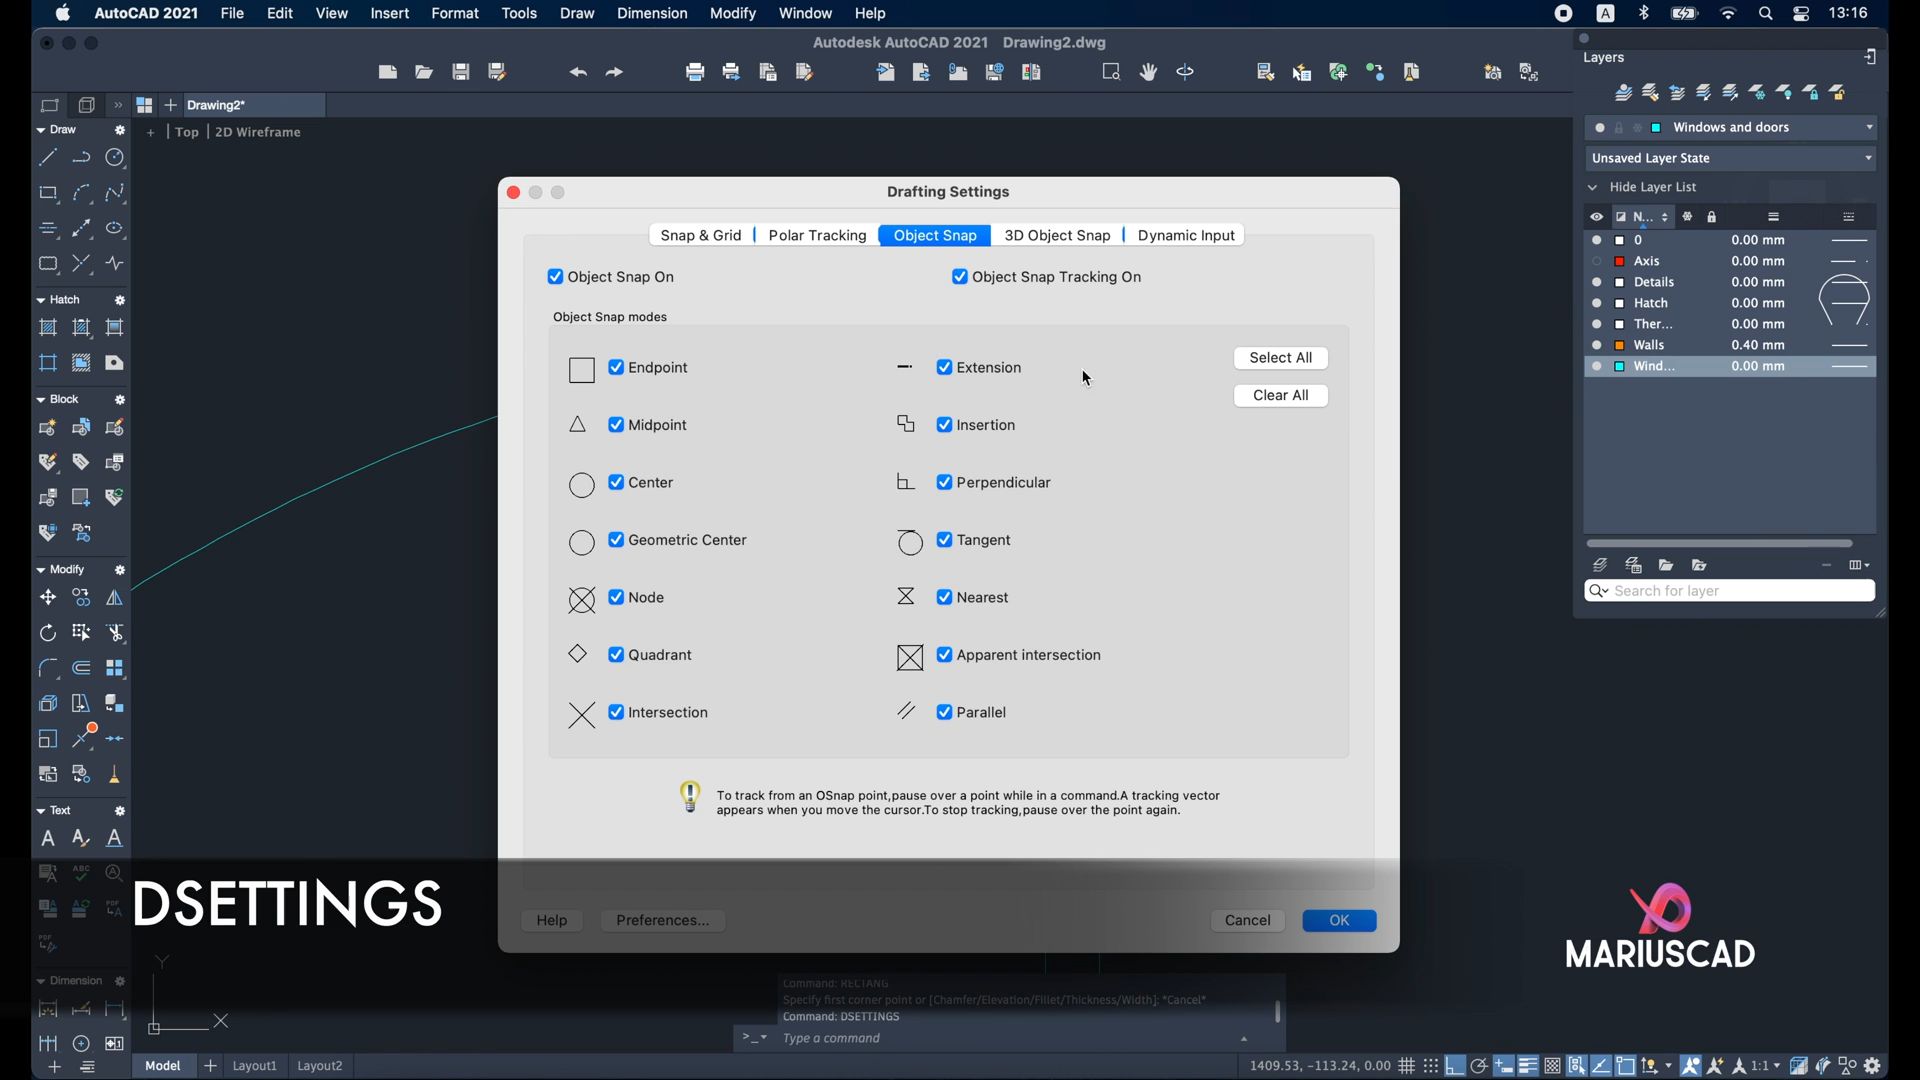 AutoCAD 2021 File Edit View Insert Format Tools Draw Dimension Modify Window Help A 13:16
Autodesk AutoCAD 2021 Drawing2.dwg
Layers
Drawing2*
+ | Top | 2D Wireframe
Draw
Hatch
Block
Modify
Text
Dimension
Windows and doors
Unsaved Layer State
Hide Layer List
N...
0 0.00 mm
Axis 0.00 mm
Details 0.00 mm
Hatch 0.00 mm
Ther... 0.00 mm
Walls 0.40 mm
Wind... 0.00 mm
Search for layer
Drafting Settings
Snap & Grid Polar Tracking Object Snap 3D Object Snap Dynamic Input
Object Snap On Object Snap Tracking On
Object Snap modes
Endpoint Extension Select All
Clear All
Midpoint Insertion
Center Perpendicular
Geometric Center Tangent
Node Nearest
Quadrant Apparent intersection
Intersection Parallel
To track from an OSnap point,pause over a point while in a command.A tracking vector
appears when you move the cursor.To stop tracking,pause over the point again.
Help Preferences... Cancel OK
DSETTINGS
MARIUSCAD
Y
X
Command: RECTANG
Specify first corner point or [Chamfer/Elevation/Fillet/Thickness/Width]: *Cancel*
Command: DSETTINGS
>_ Type a command
Model + Layout1 Layout2 1409.53, -113.24, 0.00 1:1